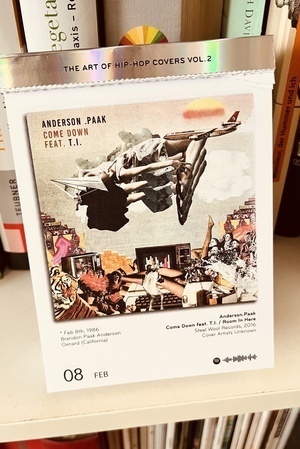 THE ART OF HIP-HOP COVERS VOL.2
ANDERSON .PAAK
COME DOWN
FEAT. T.I.
* Feb 8th, 1986
Brandon Paak Anderson
Oxnard (California)
Anderson.Paak
Come Down feat. T.I. / Room In Here
Steel Wool Records, 2016
Cover Artists Unknown
08 FEB
TEUBNER